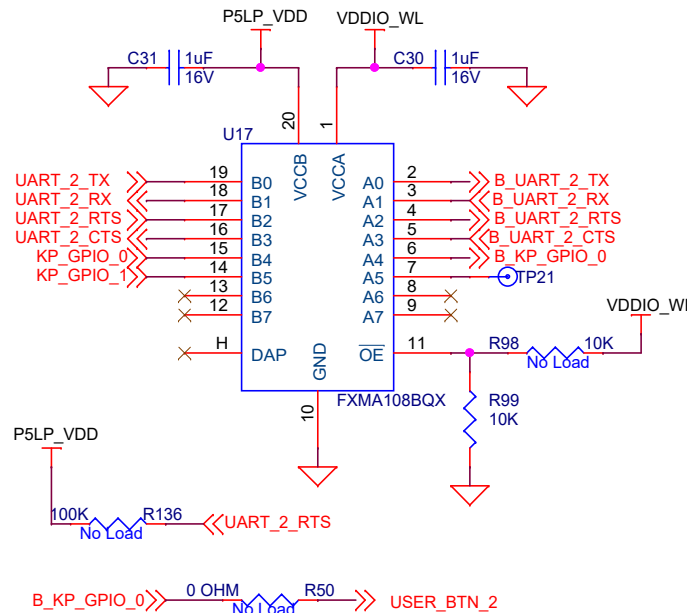 P5LP_VDD VDDIO_WL
C31 1uF C30 1uF
16V 16V
20 1
U17
VCCB VCCA
UART_2_TX 19 B0 A0 2 B_UART_2_TX
UART_2_RX 18 B1 A1 3 B_UART_2_RX
UART_2_RTS 17 B2 A2 4 B_UART_2_RTS
UART_2_CTS 16 B3 A3 5 B_UART_2_CTS
KP_GPIO_0 15 B4 A4 6 B_KP_GPIO_0
KP_GPIO_1 14 B5 A5 7 TP21
13 B6 A6 8
12 B7 A7 9
VDDIO_WL
H DAP OE 11 R98 10K
No Load
GND
10
FXMA108BQX
R99
10K
P5LP_VDD
100K R136 UART_2_RTS
No Load
B_KP_GPIO_0 0 OHM R50 USER_BTN_2
No Load